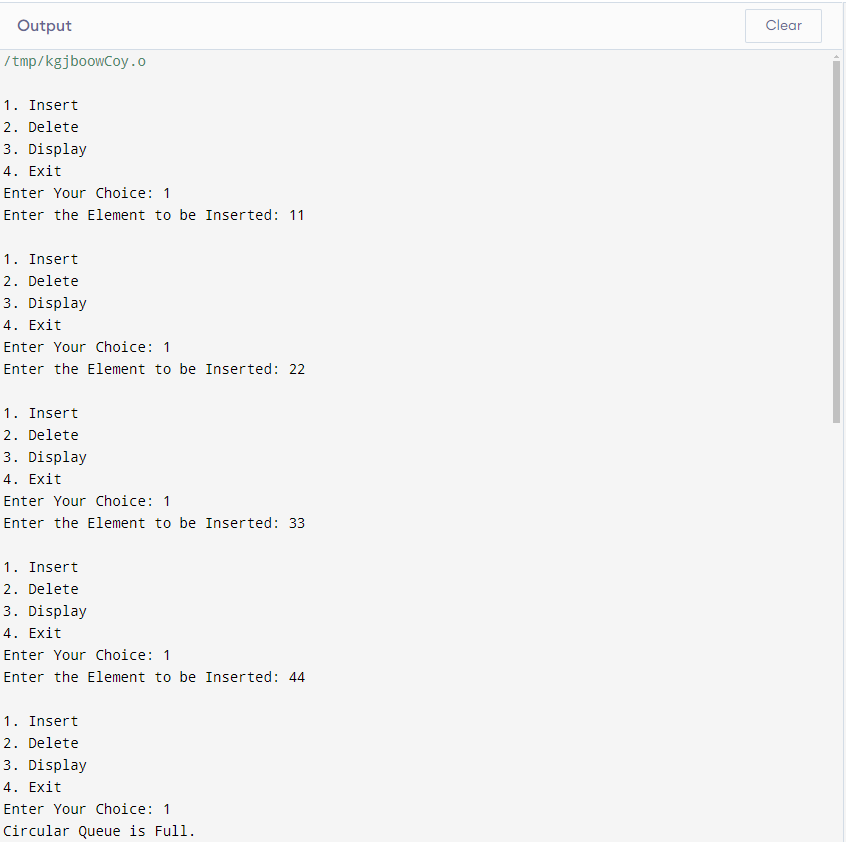 Output
Clear
/tmp/kgjboowCoy.o
1. Insert
2. Delete
3. Display
4. Exit
Enter Your Choice: 1
Enter the Element to be Inserted: 11
1. Insert
2. Delete
3. Display
4. Exit
Enter Your Choice: 1
Enter the Element to be Inserted: 22
1. Insert
2. Delete
3. Display
4. Exit
Enter Your Choice: 1
Enter the Element to be Inserted: 33
1. Insert
2. Delete
3. Display
4. Exit
Enter Your Choice: 1
Enter the Element to be Inserted: 44
1. Insert
2. Delete
3. Display
4. Exit
Enter Your Choice: 1
Circular Queue is Full.